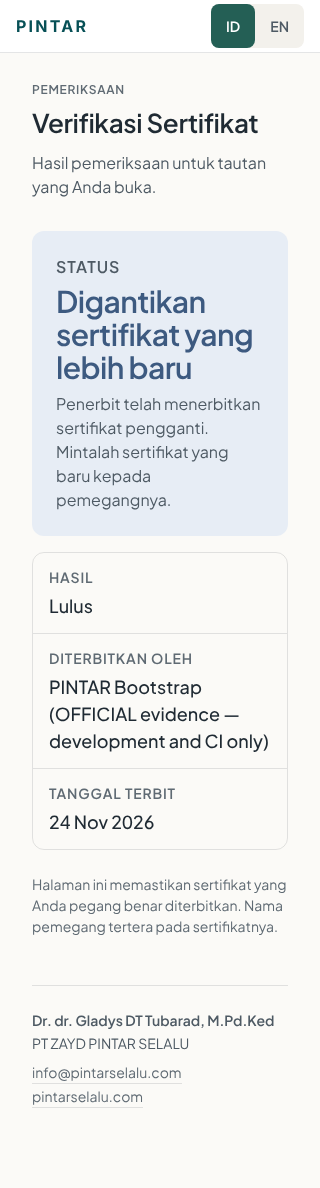 PINTAR
ID EN
PEMERIKSAAN
Verifikasi Sertifikat
Hasil pemeriksaan untuk tautan
yang Anda buka.
STATUS
Digantikan
sertifikat yang
lebih baru
Penerbit telah menerbitkan
sertifikat pengganti.
Mintalah sertifikat yang
baru kepada
pemegangnya.
HASIL
Lulus
DITERBITKAN OLEH
PINTAR Bootstrap
(OFFICIAL evidence —
development and CI only)
TANGGAL TERBIT
24 Nov 2026
Halaman ini memastikan sertifikat yang
Anda pegang benar diterbitkan. Nama
pemegang tertera pada sertifikatnya.
Dr. dr. Gladys DT Tubarad, M.Pd.Ked
PT ZAYD PINTAR SELALU
info@pintarselalu.com
pintarselalu.com